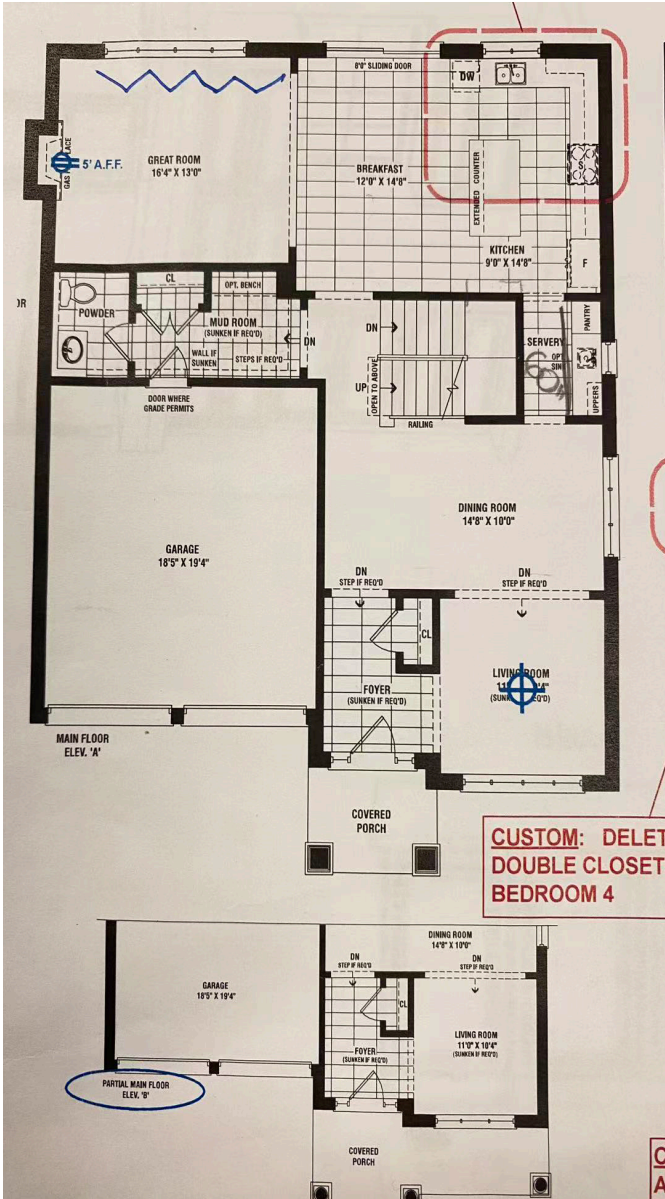 8'0" SLIDING DOOR
DW
GREAT ROOM
16'4" X 13'0"
5' A.F.F.
GAS
BREAKFAST
12'0" X 14'8"
EXTENDED COUNTER
S
KITCHEN
9'0" X 14'8"
F
CL
OPT. BENCH
POWDER
MUD ROOM
(SUNKEN IF REQ'D)
WALL IF
SUNKEN
STEPS IF REQ'D
DN
DN
UP
OPEN TO ABOVE
RAILING
SERVERY
OPT
SIN
PANTRY
UPPERS
DOOR WHERE
GRADE PERMITS
DINING ROOM
14'8" X 10'0"
GARAGE
18'5" X 19'4"
DN
STEP IF REQ'D
DN
STEP IF REQ'D
CL
FOYER
(SUNKEN IF REQ'D)
LIVING ROOM
MAIN FLOOR
ELEV. 'A'
COVERED
PORCH
CUSTOM: DELET
DOUBLE CLOSET
BEDROOM 4
DINING ROOM
14'8" X 10'0"
DN
STEP IF REQ'D
DN
STEP IF REQ'D
GARAGE
18'5" X 19'4"
CL
LIVING ROOM
11'0" X 10'4"
(SUNKEN IF REQ'D)
FOYER
(SUNKEN IF REQ'D)
PARTIAL MAIN FLOOR
ELEV. 'B'
COVERED
PORCH
C
A